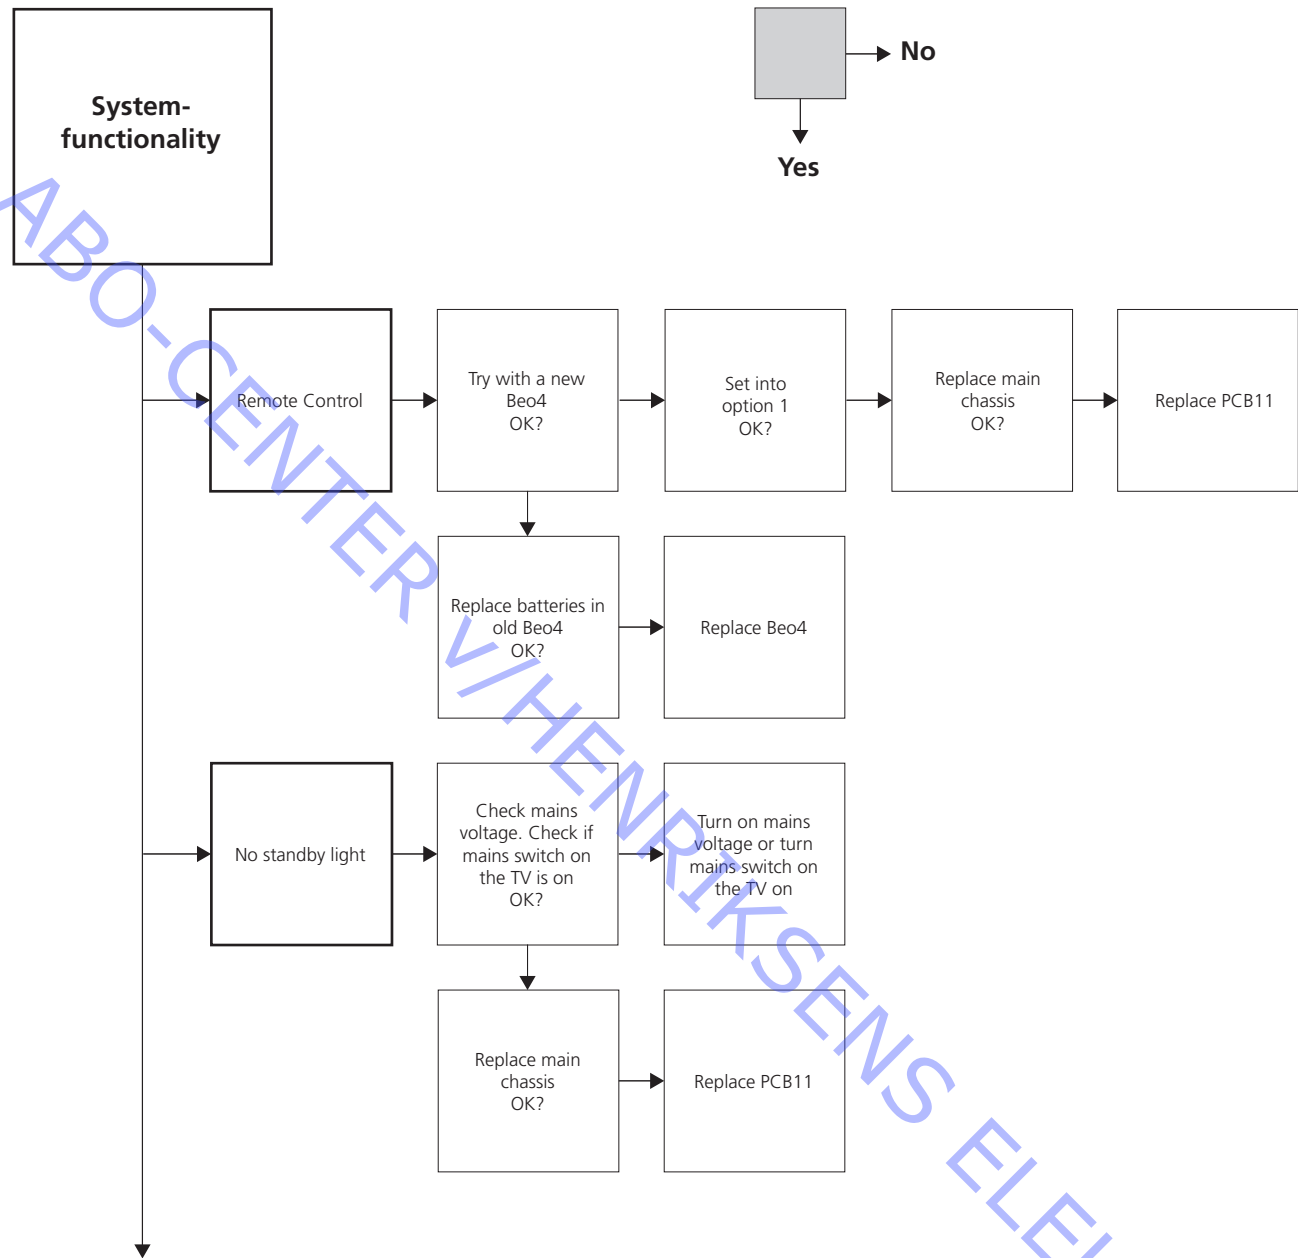 System-
functionality
No
Yes
Remote Control
Try with a new
Beo4
OK?
Set into
option 1
OK?
Replace main
chassis
OK?
Replace PCB11
Replace batteries in
old Beo4
OK?
Replace Beo4
No standby light
Check mains
voltage. Check if
mains switch on
the TV is on
OK?
Turn on mains
voltage or turn
mains switch on
the TV on
Replace main
chassis
OK?
Replace PCB11
ABO-CENTER v/HENRIKSENS